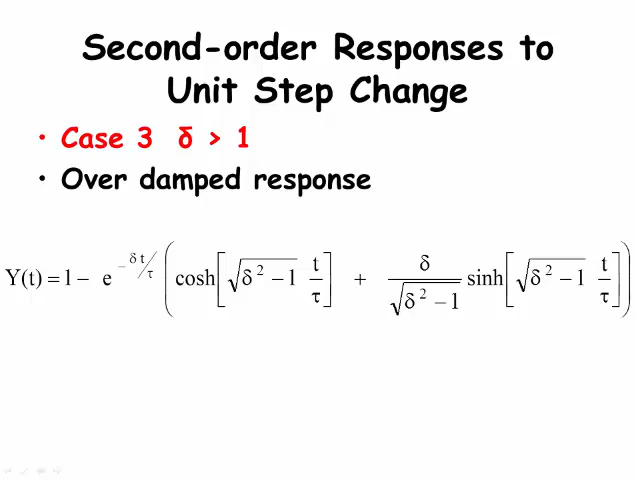 Second-order Responses to
Unit Step Change
• Case 3 δ > 1
• Over damped response
Y(t) = 1 − e^(−δt/τ) ( cosh[ √(δ² − 1) t/τ ] + δ/√(δ² − 1) sinh[ √(δ² − 1) t/τ ] )